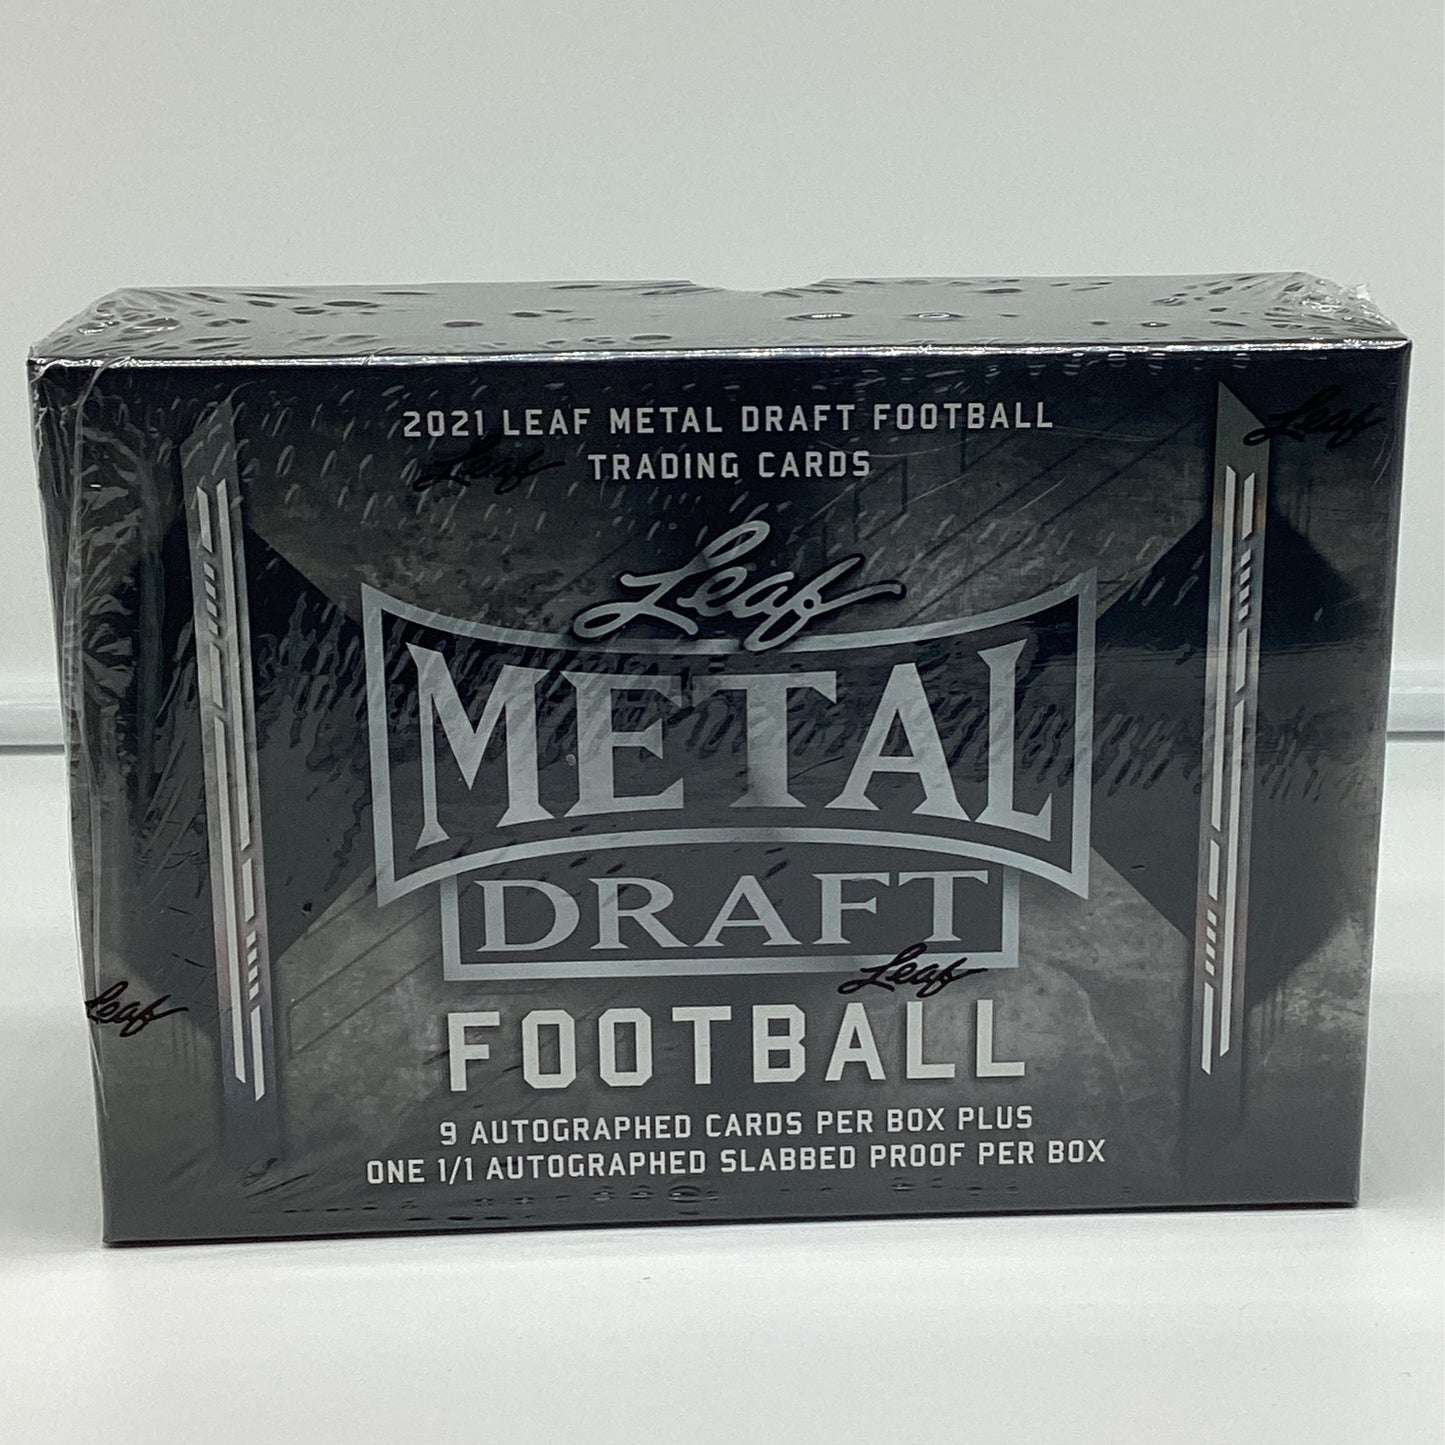 2021 LEAF METAL DRAFT FOOTBALL
TRADING CARDS
Leaf
Leaf
Leaf
METAL
DRAFT
Leaf
Leaf
FOOTBALL
9 AUTOGRAPHED CARDS PER BOX PLUS
ONE 1/1 AUTOGRAPHED SLABBED PROOF PER BOX